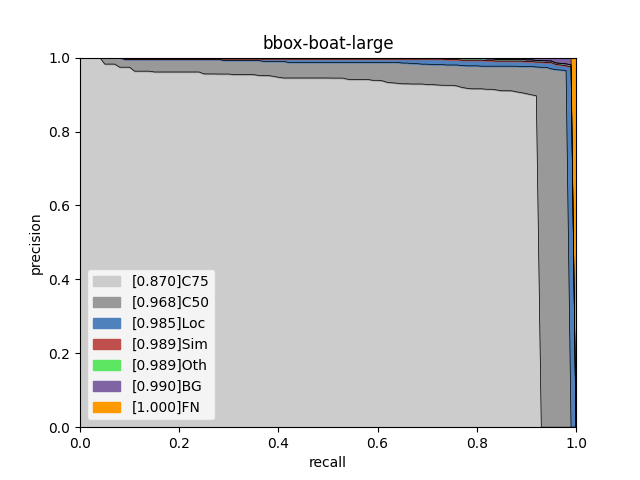 bbox-boat-large
1.0
0.8
0.6
0.4
0.2
0.0
precision
[0.870]C75
[0.968]C50
[0.985]Loc
[0.989]Sim
[0.989]Oth
[0.990]BG
[1.000]FN
0.0 0.2 0.4 0.6 0.8 1.0
recall